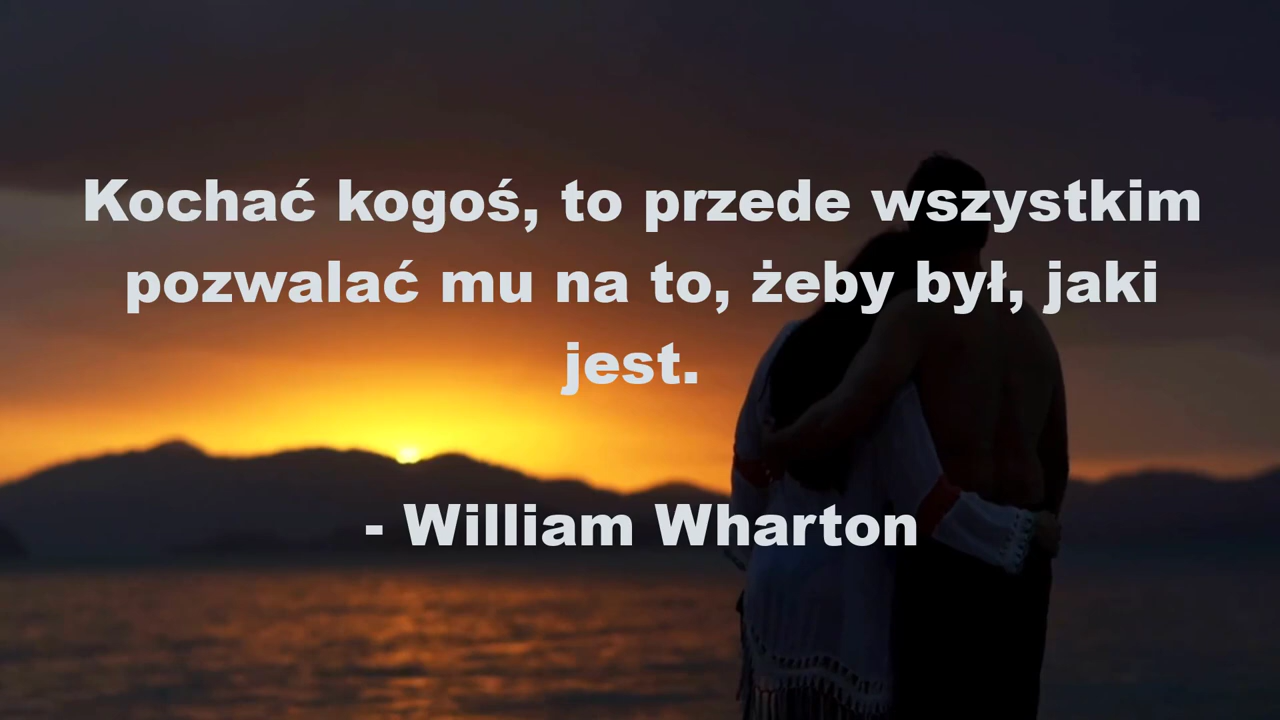 Kochać kogoś, to przede wszystkim
pozwalać mu na to, żeby był, jaki
jest.
- William Wharton